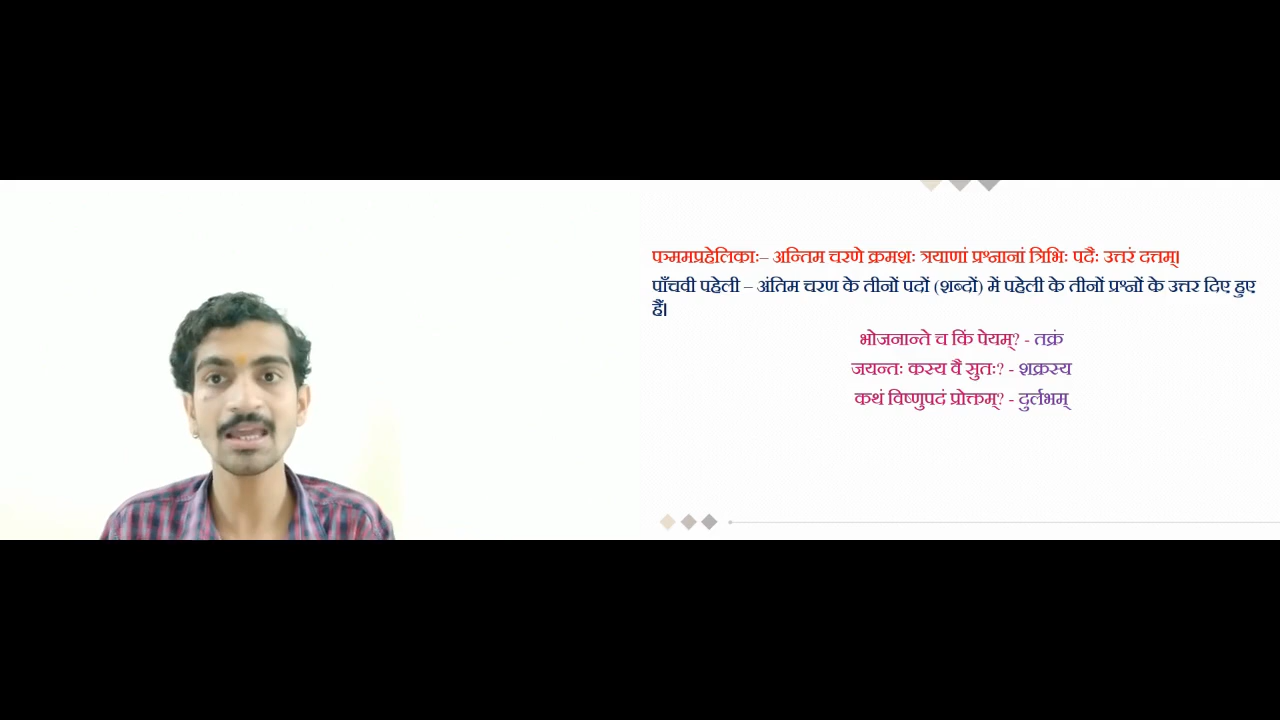 पञ्ममप्रहेलिकाः– अन्तिम चरणे क्रमशः त्रयाणां प्रश्नानां त्रिभिः पदैः उत्तरं दत्तम्।
पाँचवी पहेली – अंतिम चरण के तीनों पदों (शब्दों) में पहेली के तीनों प्रश्नों के उत्तर दिए हुए
हैं।
भोजनान्ते च किं पेयम्? - तक्रं
जयन्तः कस्य वै सुतः? - शक्रस्य
कथं विष्णुपदं प्रोक्तम्? - दुर्लभम्